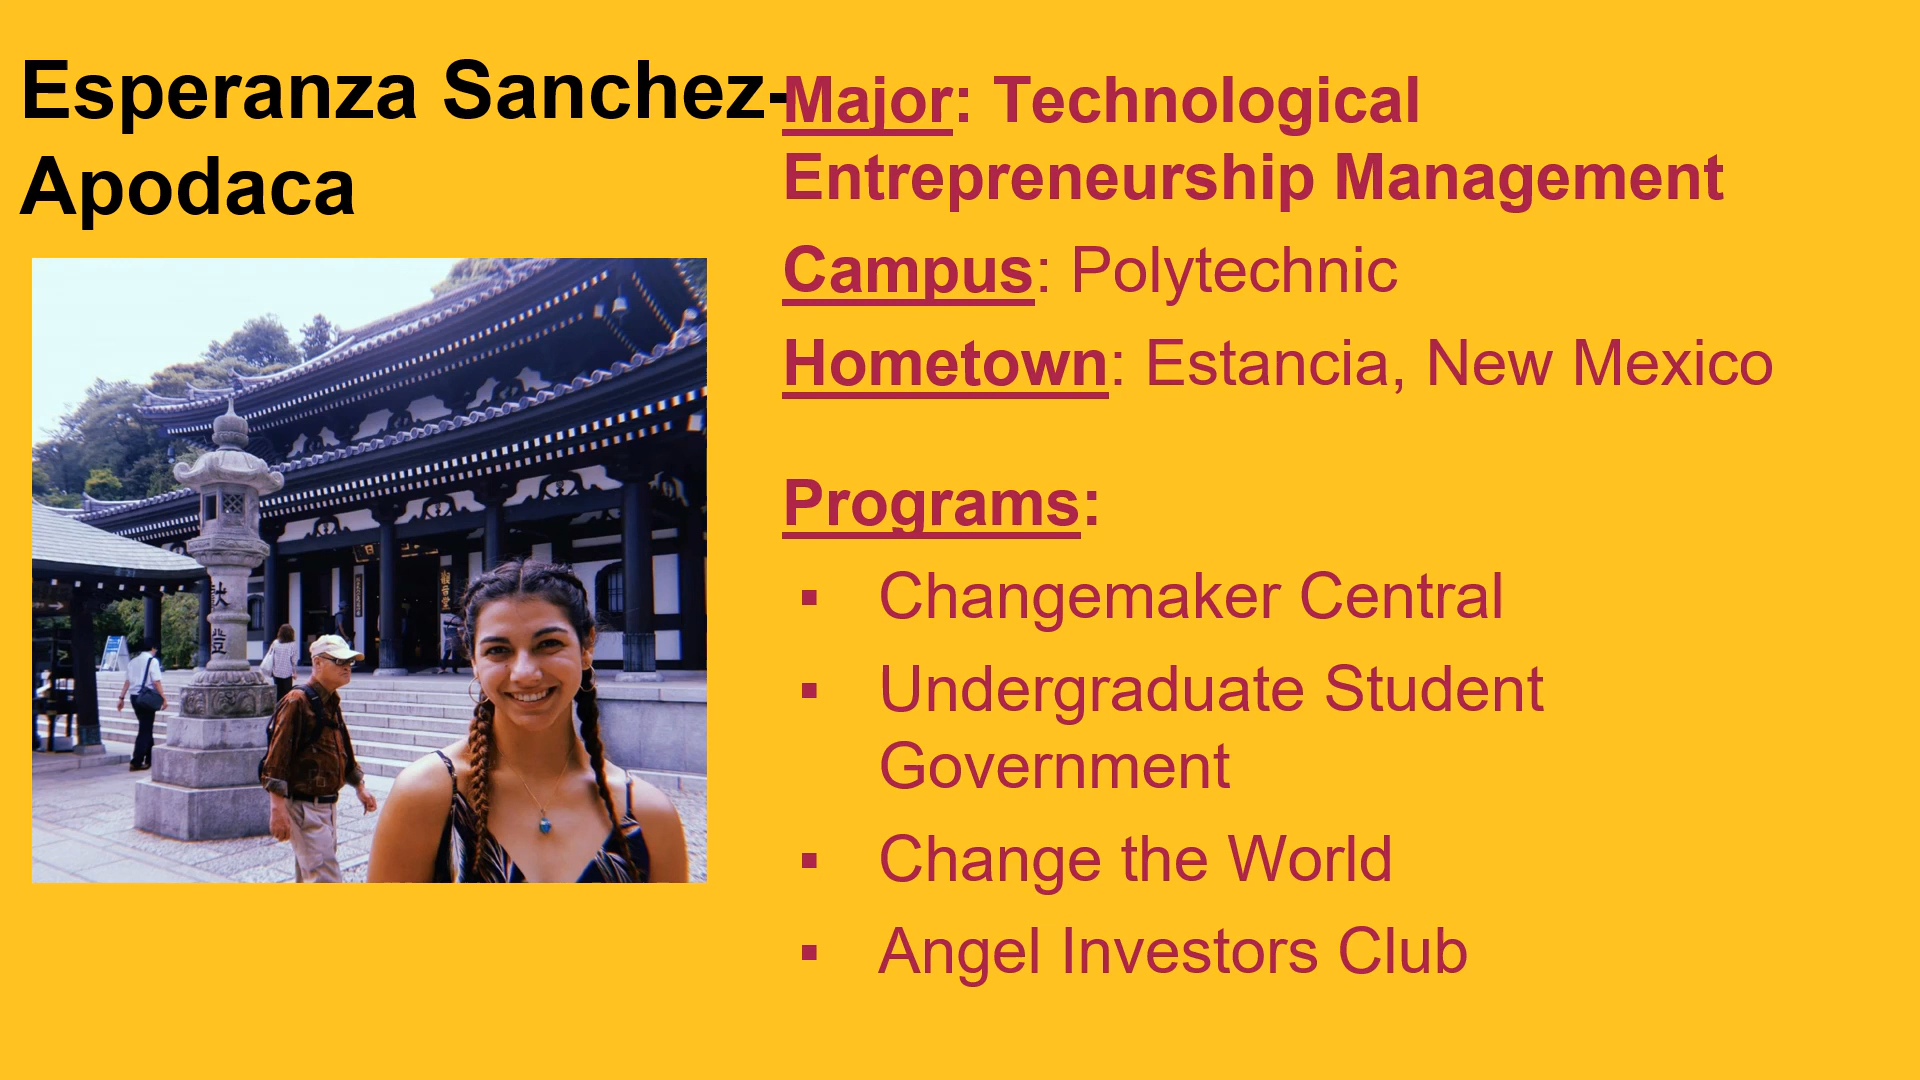 Esperanza Sanchez-
Apodaca
Major: Technological
Entrepreneurship Management
Campus: Polytechnic
Hometown: Estancia, New Mexico
Programs:
▪ Changemaker Central
▪ Undergraduate Student
Government
▪ Change the World
▪ Angel Investors Club